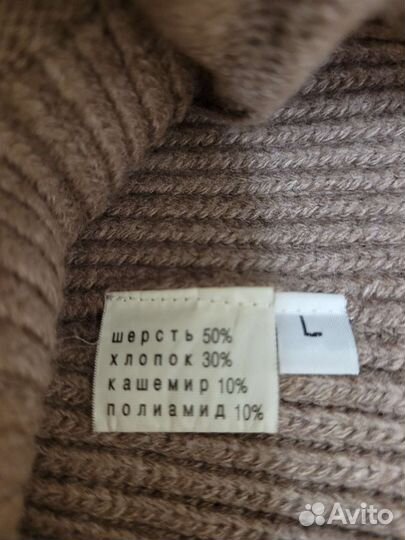 шерсть 50%
хлопок 30%
кашемир 10%
полиамид 10%
L
Avito